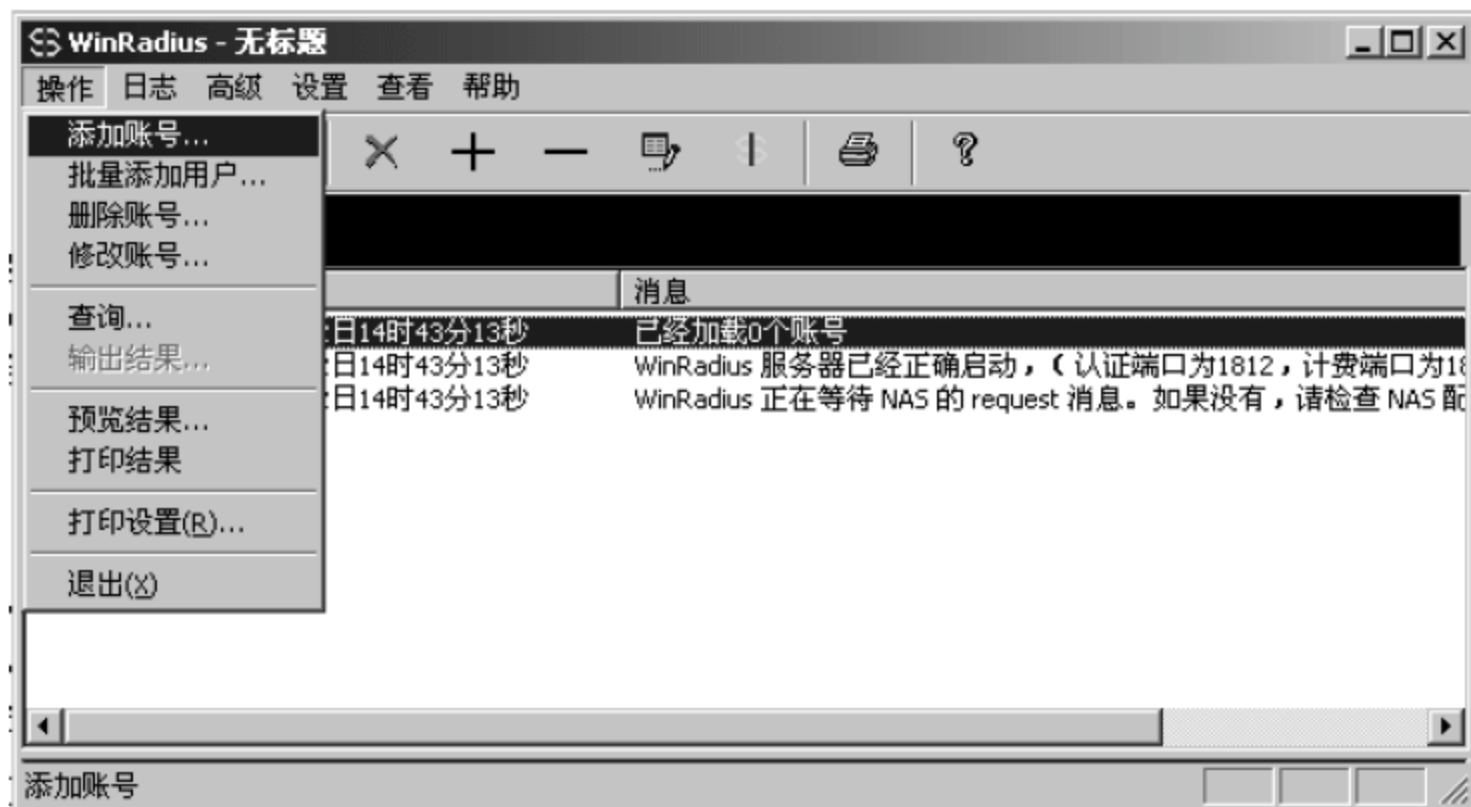 WinRadius - 无标题
操作 日志 高级 设置 查看 帮助
添加账号...
批量添加用户...
删除账号...
修改账号...
查询...
输出结果...
预览结果...
打印结果
打印设置(R)...
退出(X)
消息
日14时43分13秒 已经加载0个账号
日14时43分13秒 WinRadius 服务器已经正确启动，（认证端口为1812，计费端口为18
日14时43分13秒 WinRadius 正在等待 NAS 的 request 消息。如果没有，请检查 NAS
添加账号